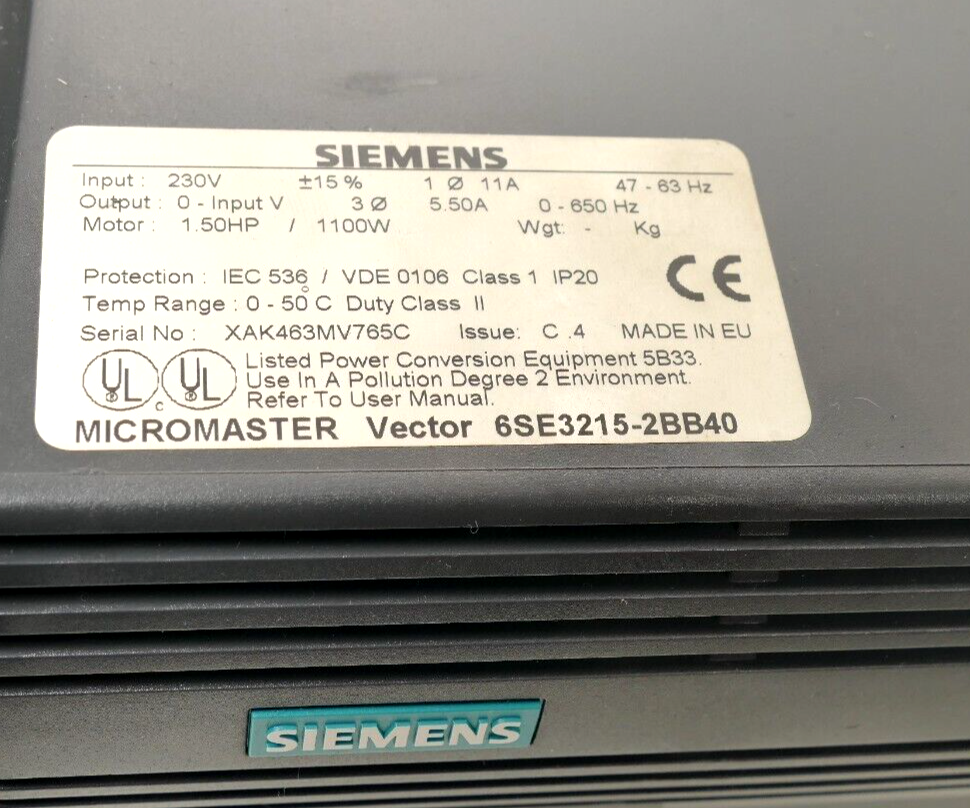 SIEMENS
Input : 230V ±15 % 1 Ø 11A 47 - 63 Hz
Output : 0 - Input V 3 Ø 5.50A 0 - 650 Hz
Motor : 1.50HP / 1100W Wgt: - Kg
Protection : IEC 536 / VDE 0106 Class 1 IP20
CE
Temp Range : 0 - 50 °C Duty Class II
Serial No : XAK463MV765C Issue: C .4 MADE IN EU
UL c UL Listed Power Conversion Equipment 5B33.
Use In A Pollution Degree 2 Environment.
Refer To User Manual.
MICROMASTER Vector 6SE3215-2BB40
SIEMENS